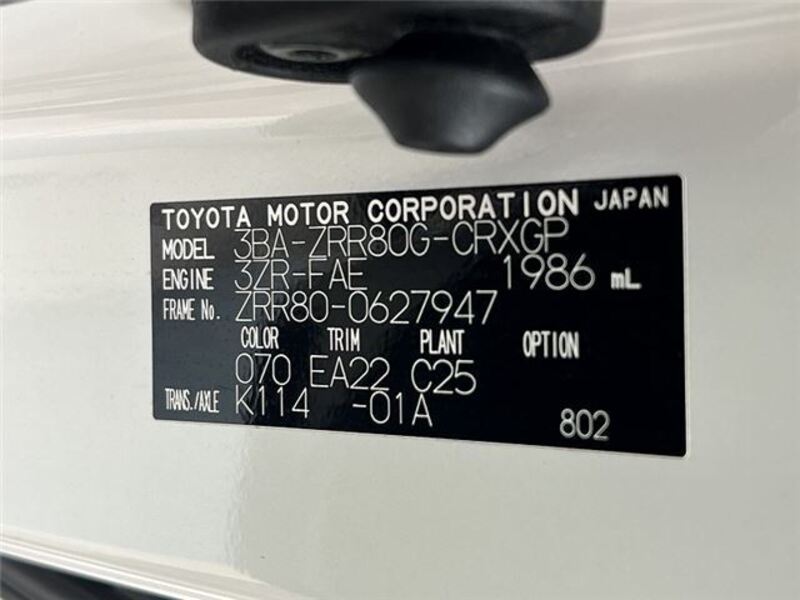 TOYOTA MOTOR CORPORATION JAPAN
MODEL 3BA-ZRR80G-CRXGP
ENGINE 3ZR-FAE 1986 mL
FRAME No. ZRR80-0627947
COLOR TRIM PLANT OPTION
070 EA22 C25
TRANS./AXLE K114 -01A
802